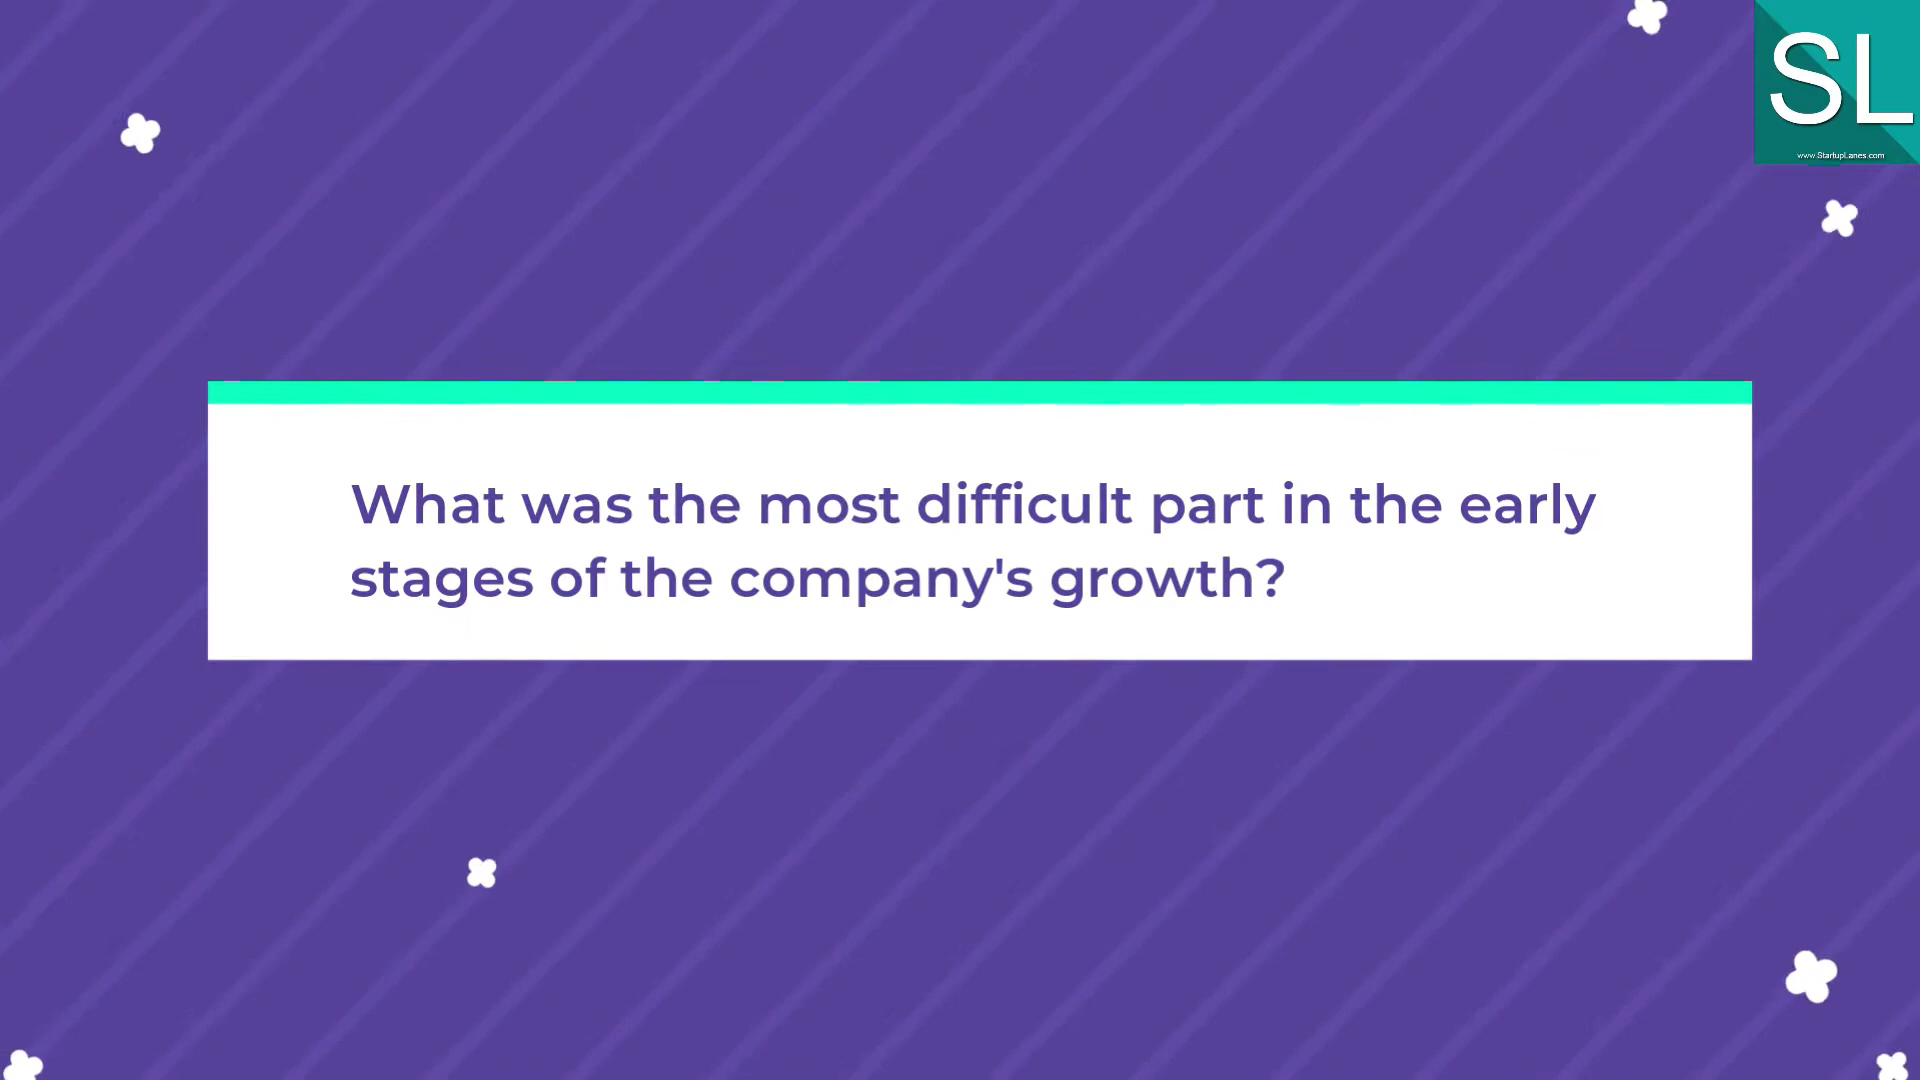 SL
www.StartupLanes.com
What was the most difficult part in the early
stages of the company's growth?